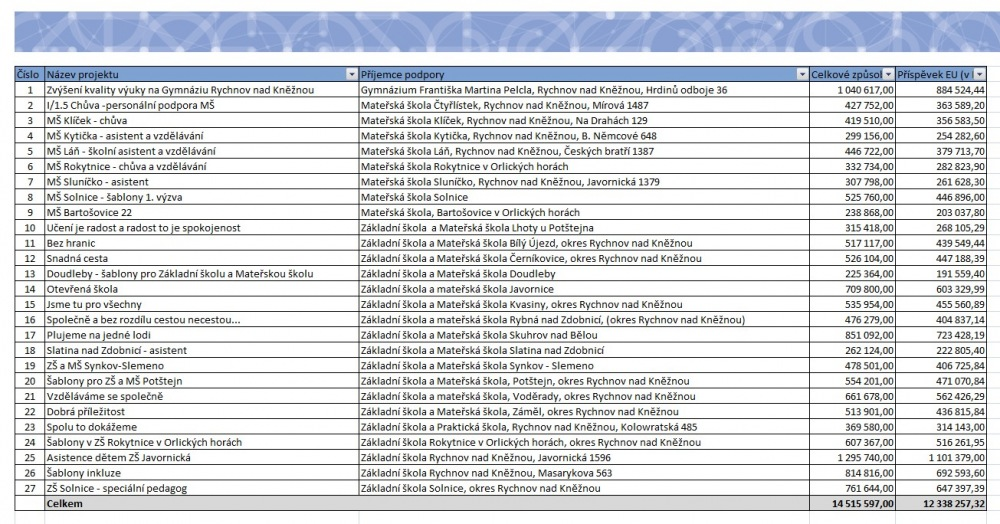 Číslo Název projektu Příjemce podpory Celkové způsol Příspěvek EU (v
1 Zvýšení kvality výuky na Gymnáziu Rychnov nad Kněžnou Gymnázium Františka Martina Pelcla, Rychnov nad Kněžnou, Hrdinů odboje 36 1 040 617,00 884 524,44
2 I/1.5 Chůva -personální podpora MŠ Mateřská škola Čtyřlístek, Rychnov nad Kněžnou, Mírová 1487 427 752,00 363 589,20
3 MŠ Klíček - chůva Mateřská škola Klíček, Rychnov nad Kněžnou, Na Drahách 129 419 510,00 356 583,50
4 MŠ Kytička - asistent a vzdělávání Mateřská škola Kytička, Rychnov nad Kněžnou, B. Němcové 648 299 156,00 254 282,60
5 MŠ Láň - školní asistent a vzdělávání Mateřská škola Láň, Rychnov nad Kněžnou, Českých bratří 1387 446 722,00 379 713,70
6 MŠ Rokytnice - chůva a vzdělávání Mateřská škola Rokytnice v Orlických horách 332 734,00 282 823,90
7 MŠ Sluníčko - asistent Mateřská škola Sluníčko, Rychnov nad Kněžnou, Javornická 1379 307 798,00 261 628,30
8 MŠ Solnice - šablony 1. výzva Mateřská škola Solnice 525 760,00 446 896,00
9 MŠ Bartošovice 22 Mateřská škola, Bartošovice v Orlických horách 238 868,00 203 037,80
10 Učení je radost a radost to je spokojenost Základní škola a Mateřská škola Lhoty u Potštejna 315 418,00 268 105,29
11 Bez hranic Základní škola a Mateřská škola Bílý Újezd, okres Rychnov nad Kněžnou 517 117,00 439 549,44
12 Snadná cesta Základní škola a Mateřská škola Černíkovice, okres Rychnov nad Kněžnou 526 104,00 447 188,39
13 Doudleby - šablony pro Základní školu a Mateřskou školu Základní škola a Mateřská škola Doudleby 225 364,00 191 559,40
14 Otevřená škola Základní škola a mateřská škola Javornice 709 800,00 603 329,99
15 Jsme tu pro všechny Základní škola a Mateřská škola Kvasiny, okres Rychnov nad Kněžnou 535 954,00 455 560,89
16 Společně a bez rozdílu cestou necestou... Základní škola a mateřská škola Rybná nad Zdobnicí, (okres Rychnov nad Kněžnou) 476 279,00 404 837,14
17 Plujeme na jedné lodi Základní škola a Mateřská škola Skuhrov nad Bělou 851 092,00 723 428,19
18 Slatina nad Zdobnicí - asistent Základní škola a Mateřská škola Slatina nad Zdobnicí 262 124,00 222 805,40
19 ZŠ a MŠ Synkov-Slemeno Základní škola a Mateřská škola Synkov - Slemeno 478 501,00 406 725,84
20 Šablony pro ZŠ a MŠ Potštejn Základní škola a Mateřská škola, Potštejn, okres Rychnov nad Kněžnou 554 201,00 471 070,84
21 Vzděláváme se společně Základní škola a Mateřská škola, Voděrady, okres Rychnov nad Kněžnou 661 678,00 562 426,29
22 Dobrá příležitost Základní škola a Mateřská škola, Záměl, okres Rychnov nad Kněžnou 513 901,00 436 815,84
23 Spolu to dokážeme Základní škola a Praktická škola, Rychnov nad Kněžnou, Kolowratská 485 369 580,00 314 143,00
24 Šablony v ZŠ Rokytnice v Orlických horách Základní škola Rokytnice v Orlických horách, okres Rychnov nad Kněžnou 607 367,00 516 261,95
25 Asistence dětem ZŠ Javornická Základní škola Rychnov nad Kněžnou, Javornická 1596 1 295 740,00 1 101 379,00
26 Šablony inkluze Základní škola Rychnov nad Kněžnou, Masarykova 563 814 816,00 692 593,60
27 ZŠ Solnice - speciální pedagog Základní škola Solnice, okres Rychnov nad Kněžnou 761 644,00 647 397,39
Celkem 14 515 597,00 12 338 257,32